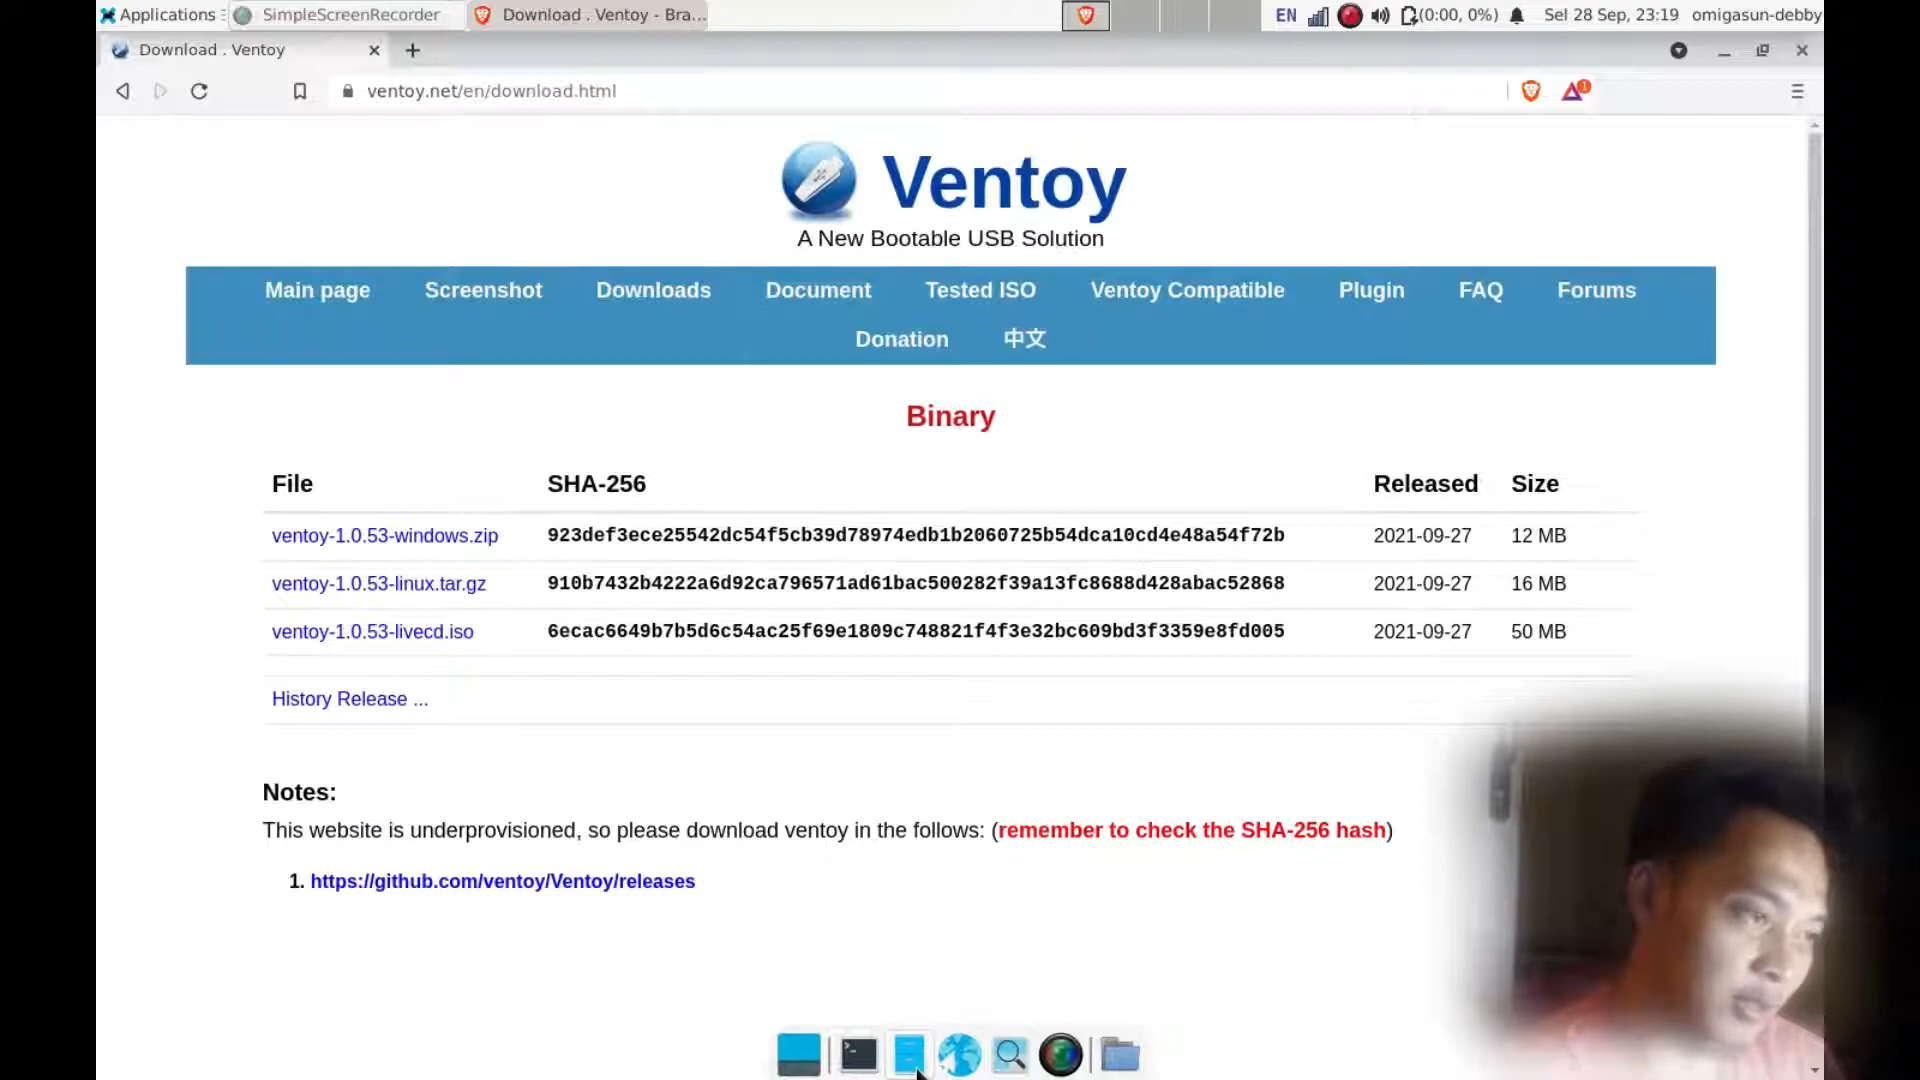 Applications
SimpleScreenRecorder
Download . Ventoy - Bra...
EN
(0:00, 0%)
Sel 28 Sep, 23:19
omigasun-debby
Download . Ventoy
ventoy.net/en/download.html
1
Ventoy
A New Bootable USB Solution
Main page Screenshot Downloads Document Tested ISO Ventoy Compatible Plugin FAQ Forums
Donation 中文
Binary
File SHA-256 Released Size
ventoy-1.0.53-windows.zip 923def3ece25542dc54f5cb39d78974edb1b2060725b54dca10cd4e48a54f72b 2021-09-27 12 MB
ventoy-1.0.53-linux.tar.gz 910b7432b4222a6d92ca796571ad61bac500282f39a13fc8688d428abac52868 2021-09-27 16 MB
ventoy-1.0.53-livecd.iso 6ecac6649b7b5d6c54ac25f69e1809c748821f4f3e32bc609bd3f3359e8fd005 2021-09-27 50 MB
History Release ...
Notes:
This website is underprovisioned, so please download ventoy in the follows: (remember to check the SHA-256 hash)
1. https://github.com/ventoy/Ventoy/releases